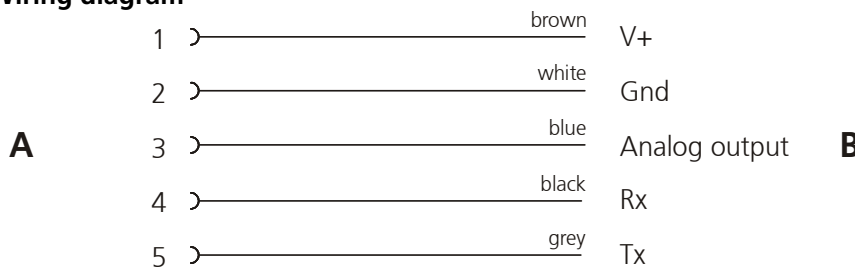 wiring diagram
1 brown V+
2 white Gnd
A 3 blue Analog output B
4 black Rx
5 grey Tx